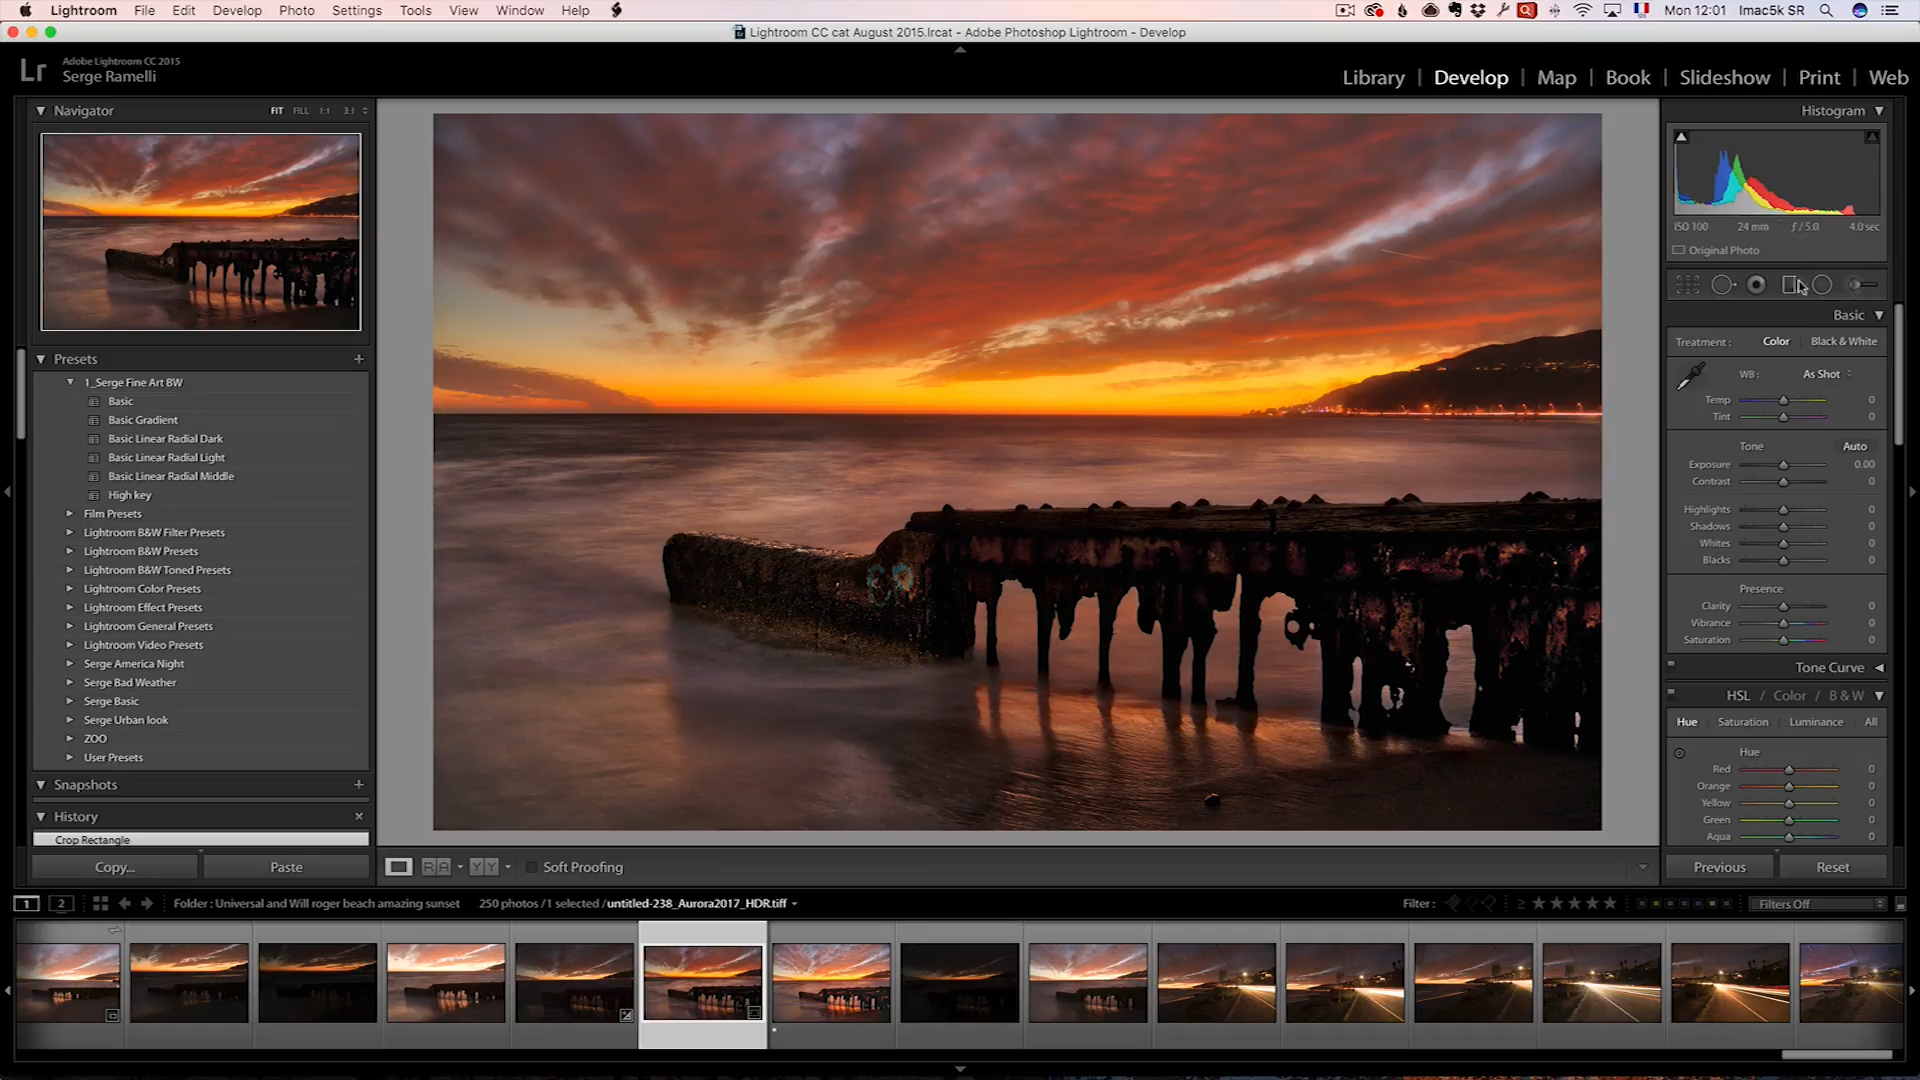 Lightroom File Edit Develop Photo Settings Tools View Window Help Mon 12:01 Imac5k SR
Lightroom CC cat August 2015.lrcat - Adobe Photoshop Lightroom - Develop
Lr Adobe Lightroom CC 2015
Serge Ramelli
Library Develop Map Book Slideshow Print Web
Navigator FIT FILL 1:1 3:1
Presets +
1_Serge Fine Art BW
Basic
Basic Gradient
Basic Linear Radial Dark
Basic Linear Radial Light
Basic Linear Radial Middle
High key
Film Presets
Lightroom B&W Filter Presets
Lightroom B&W Presets
Lightroom B&W Toned Presets
Lightroom Color Presets
Lightroom Effect Presets
Lightroom General Presets
Lightroom Video Presets
Serge America Night
Serge Bad Weather
Serge Basic
Serge Urban look
ZOO
User Presets
Snapshots +
History ×
Crop Rectangle
Copy... Paste
Histogram
ISO 100 24 mm ƒ / 5.0 4.0 sec
Original Photo
Basic
Treatment : Color Black & White
WB : As Shot
Temp 0
Tint 0
Tone Auto
Exposure 0.00
Contrast 0
Highlights 0
Shadows 0
Whites 0
Blacks 0
Presence
Clarity 0
Vibrance 0
Saturation 0
Tone Curve
HSL / Color / B & W
Hue Saturation Luminance All
Hue
Red 0
Orange 0
Yellow 0
Green 0
Aqua 0
Previous Reset
R A Y Y Soft Proofing
1 2 Folder : Universal and Will roger beach amazing sunset 250 photos / 1 selected / untitled-238_Aurora2017_HDR.tiff Filter : ≥ ★★★★★ Filters Off